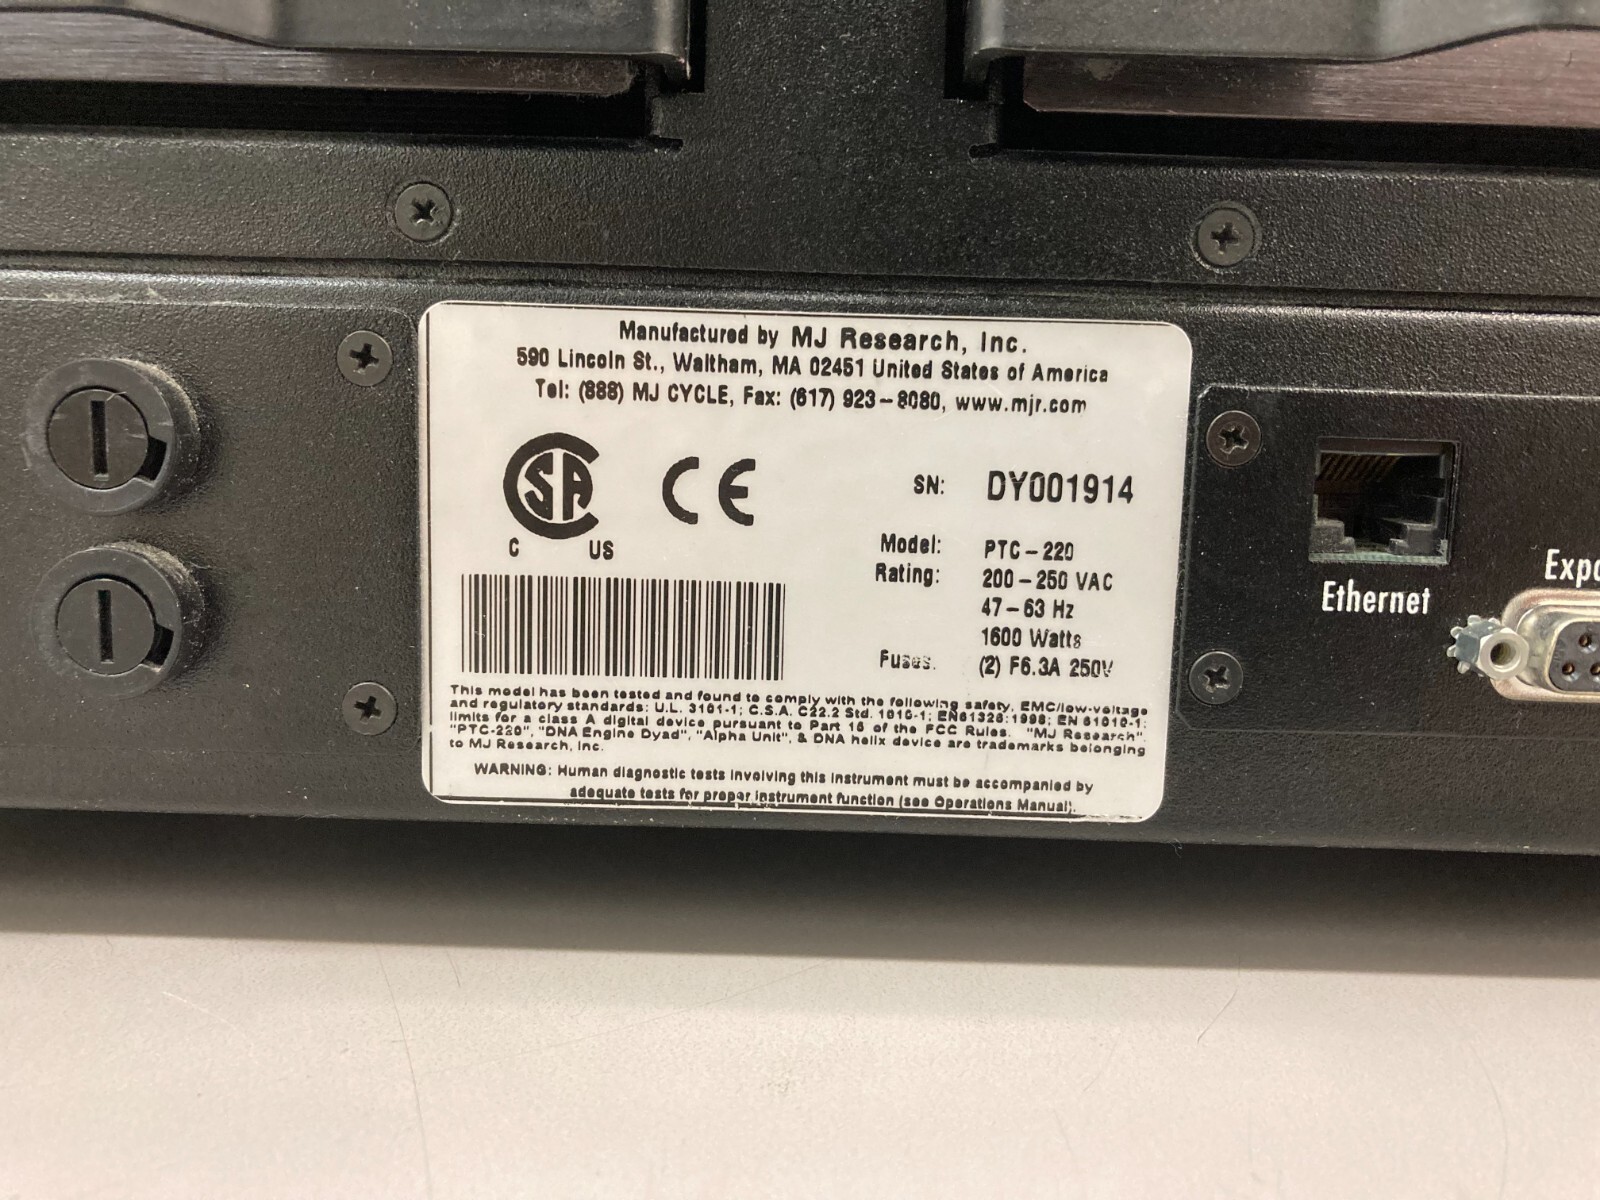 Manufactured by MJ Research, Inc.
590 Lincoln St., Waltham, MA 02451 United States of America
Tel: (888) MJ CYCLE, Fax: (617) 923-8080, www.mjr.com
CSA
C US
CE
SN: DY001914
Model: PTC-220
Rating: 200-250 VAC
47-63 Hz
1600 Watts
Fuses. (2) F6.3A 250V
This model has been tested and found to comply with the following safety, EMC/low-voltage
and regulatory standards: U.L. 3101-1; C.S.A. C22.2 Std. 1010-1; EN61326:1998; EN 61010-1;
limits for a class A digital device pursuant to Part 15 of the FCC Rules. "MJ Research",
"PTC-220", "DNA Engine Dyad", "Alpha Unit", & DNA helix device are trademarks belonging
to MJ Research, Inc.
WARNING: Human diagnostic tests involving this instrument must be accompanied by
adequate tests for proper instrument function (see Operations Manual).
Ethernet
Expo